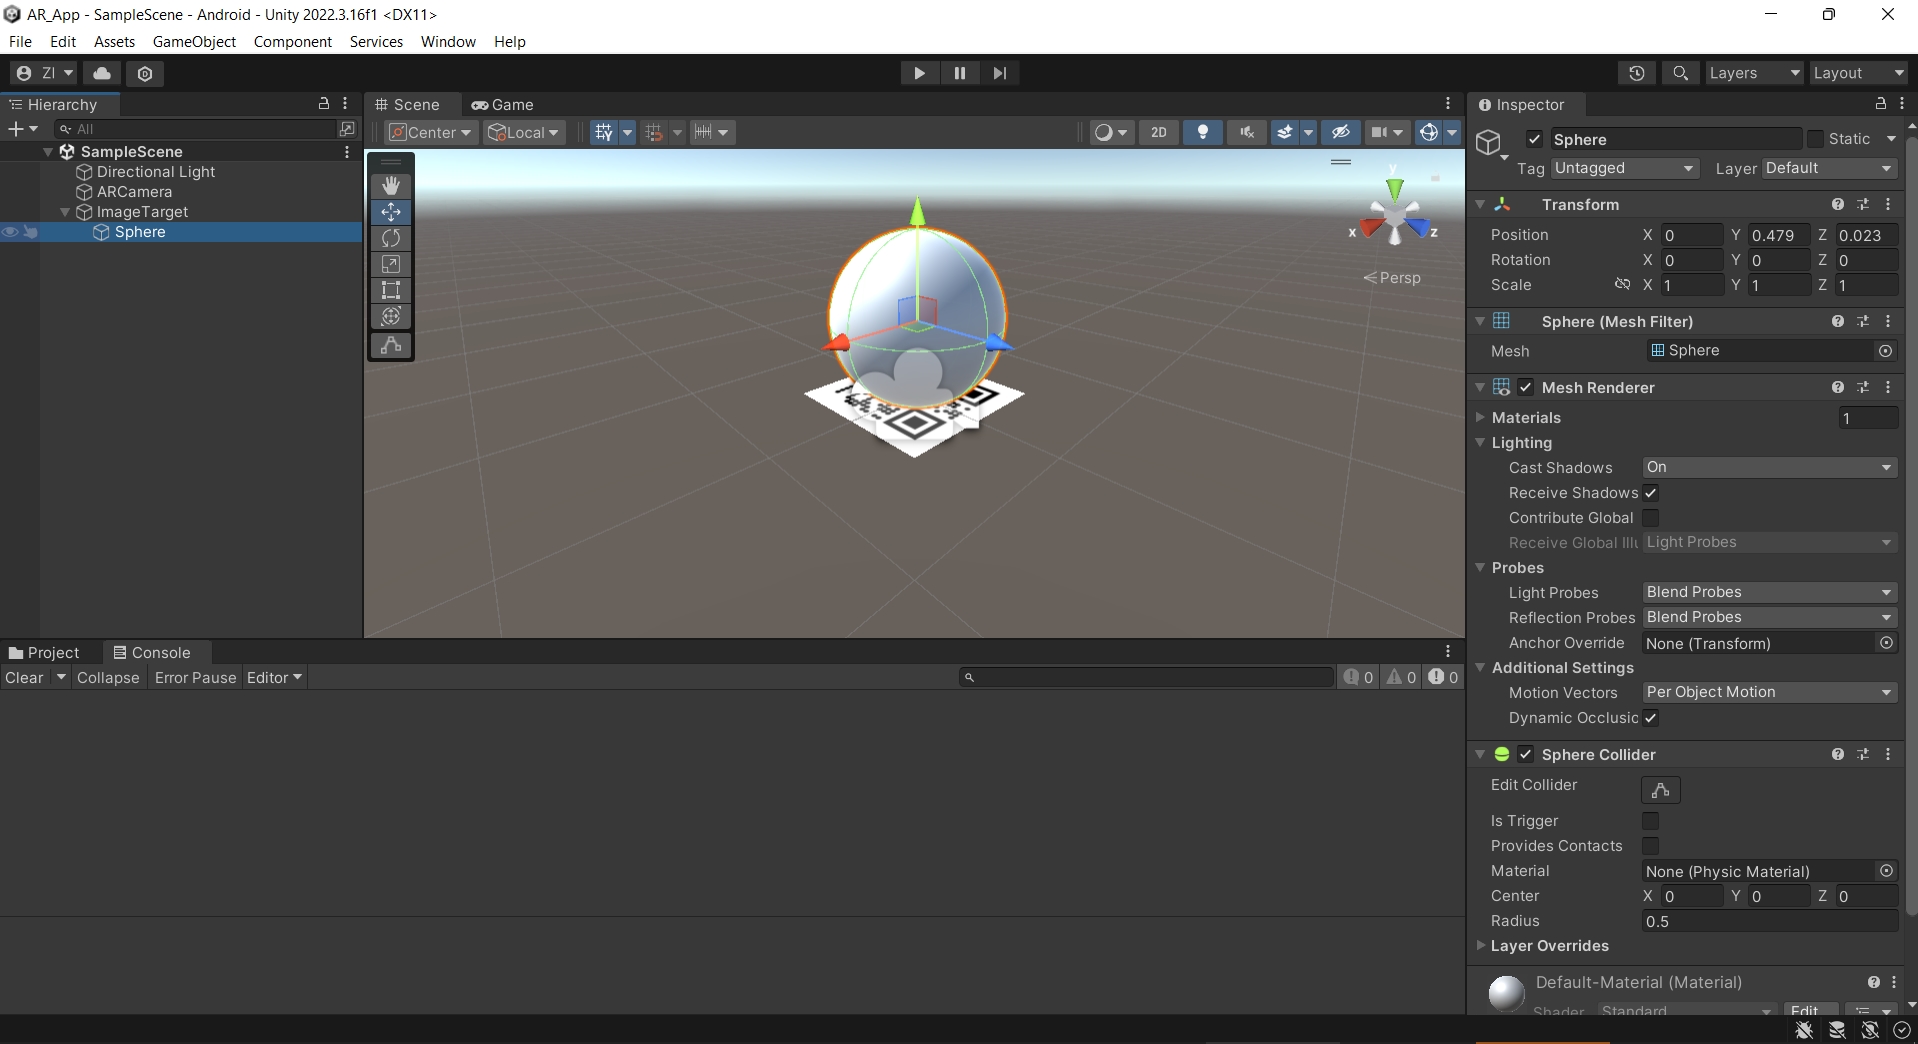 AR_App - SampleScene - Android - Unity 2022.3.16f1 <DX11>
File Edit Assets GameObject Component Services Window Help
ZI Layers Layout
Hierarchy
All
SampleScene
Directional Light
ARCamera
ImageTarget
Sphere
Scene Game
Center Local 2D
y
x z
Persp
Project Console
Clear Collapse Error Pause Editor 0 0 0
Inspector
Sphere Static
Tag Untagged Layer Default
Transform
Position X 0 Y 0.479 Z 0.023
Rotation X 0 Y 0 Z 0
Scale X 1 Y 1 Z 1
Sphere (Mesh Filter)
Mesh Sphere
Mesh Renderer
Materials 1
Lighting
Cast Shadows On
Receive Shadows
Contribute Global
Receive Global Illu Light Probes
Probes
Light Probes Blend Probes
Reflection Probes Blend Probes
Anchor Override None (Transform)
Additional Settings
Motion Vectors Per Object Motion
Dynamic Occlusic
Sphere Collider
Edit Collider
Is Trigger
Provides Contacts
Material None (Physic Material)
Center X 0 Y 0 Z 0
Radius 0.5
Layer Overrides
Default-Material (Material)
Shader Standard Edit